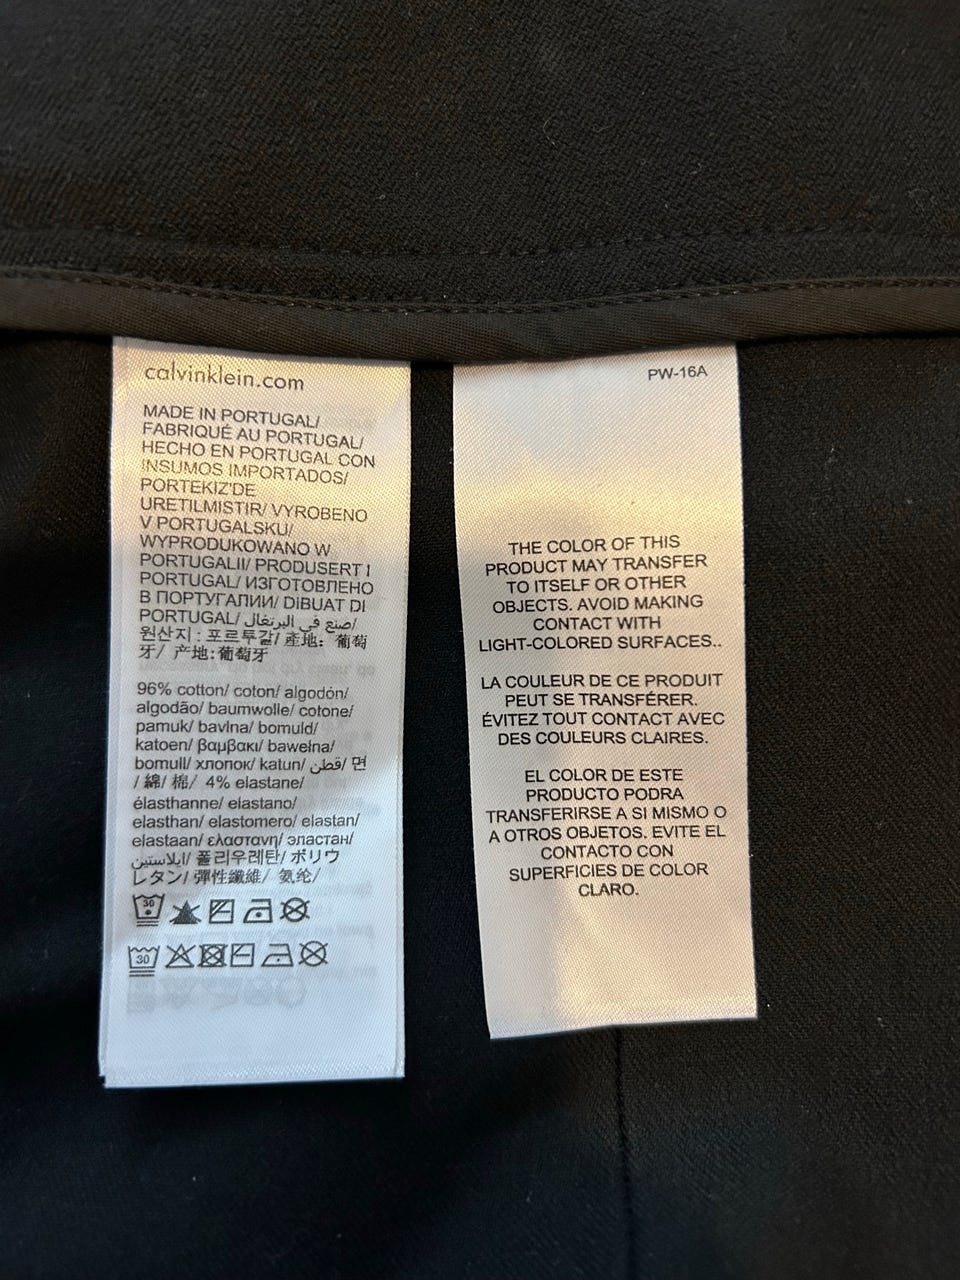 calvinklein.com
MADE IN PORTUGAL/
FABRIQUÉ AU PORTUGAL/
HECHO EN PORTUGAL CON
INSUMOS IMPORTADOS/
PORTEKIZ'DE
URETILMISTIR/ VYROBENO
V PORTUGALSKU/
WYPRODUKOWANO W
PORTUGALII/ PRODUSERT I
PORTUGAL/ ИЗГОТОВЛЕНО
В ПОРТУГАЛИИ/ DIBUAT DI
PORTUGAL/ صنع في البرتغال/
원산지 : 포르투갈/ 產地: 葡萄
牙/ 产地:葡萄牙
96% cotton/ coton/ algodón/
algodão/ baumwolle/ cotone/
pamuk/ bavlna/ bomuld/
katoen/ βαμβακι/ bawełna/
bomull/ хлопок/ katun/ قطن/ 면
/ 綿/ 棉/ 4% elastane/
élasthanne/ elastano/
elasthan/ elastomero/ elastan/
elastaan/ ελαστανη/ эластан/
ايلاستين/ 폴리우레탄/ ポリウ
レタン/ 彈性纖維/ 氨纶/
30
30
PW-16A
THE COLOR OF THIS
PRODUCT MAY TRANSFER
TO ITSELF OR OTHER
OBJECTS. AVOID MAKING
CONTACT WITH
LIGHT-COLORED SURFACES..
LA COULEUR DE CE PRODUIT
PEUT SE TRANSFÉRER.
ÉVITEZ TOUT CONTACT AVEC
DES COULEURS CLAIRES.
EL COLOR DE ESTE
PRODUCTO PODRA
TRANSFERIRSE A SI MISMO O
A OTROS OBJETOS. EVITE EL
CONTACTO CON
SUPERFICIES DE COLOR
CLARO.